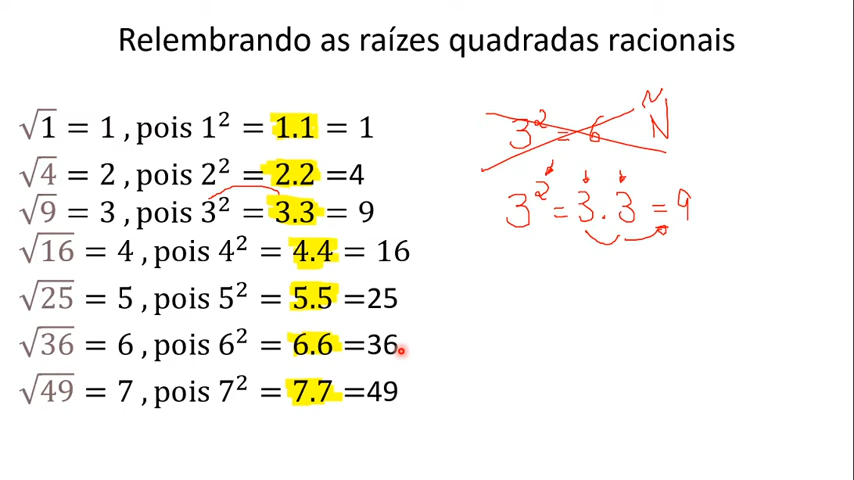 Relembrando as raízes quadradas racionais
√1 = 1 , pois 1² = 1.1 = 1
√4 = 2, pois 2² = 2.2 =4
√9 = 3, pois 3² = 3.3 = 9
√16 = 4 , pois 4² = 4.4 = 16
√25 = 5, pois 5² = 5.5 =25
√36 = 6 , pois 6² = 6.6 =36
√49 = 7 , pois 7² = 7.7 =49
3² = 6
N
3² = 3 . 3 = 9